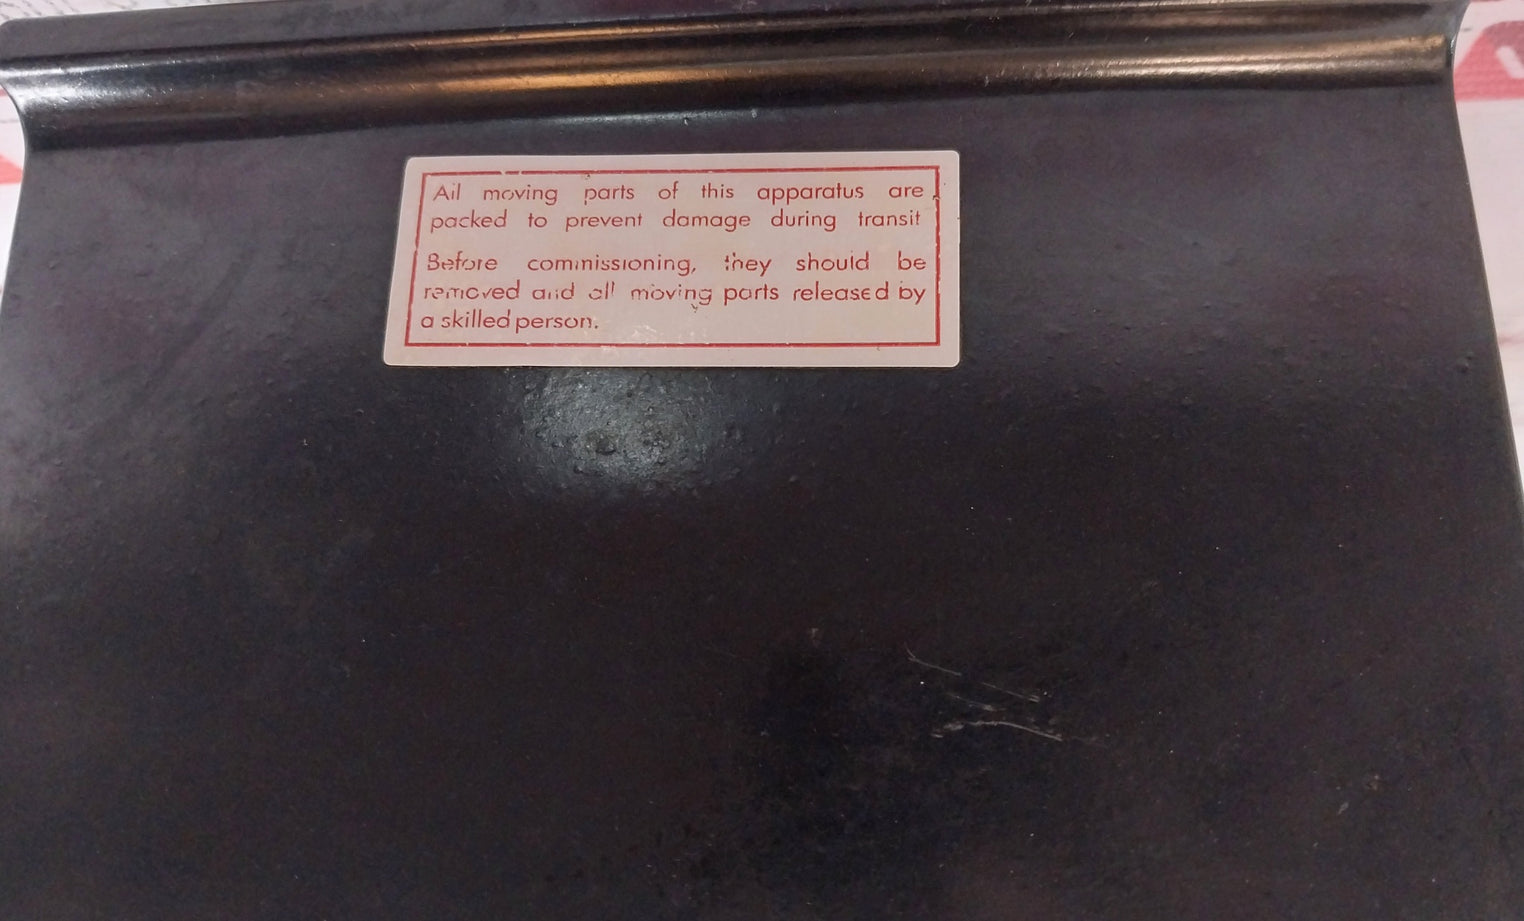 All moving parts of this apparatus are
packed to prevent damage during transit
Before commissioning, they should be
removed and all moving parts released by
a skilled person.